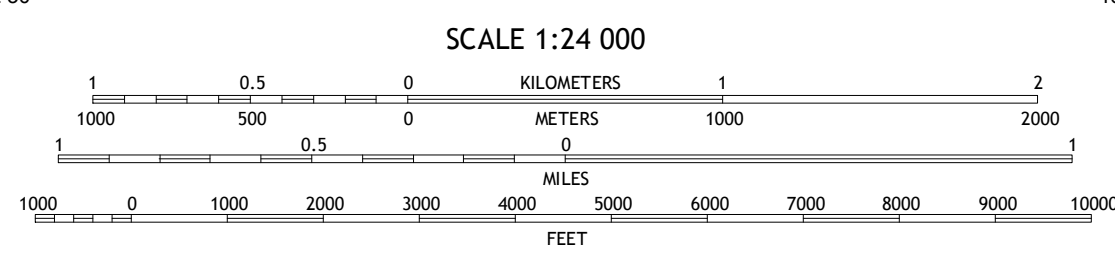 SCALE 1:24 000
1 0.5 0 KILOMETERS 1 2
1000 500 0 METERS 1000 2000
1 0.5 0 1
MILES
1000 0 1000 2000 3000 4000 5000 6000 7000 8000 9000 10000
FEET